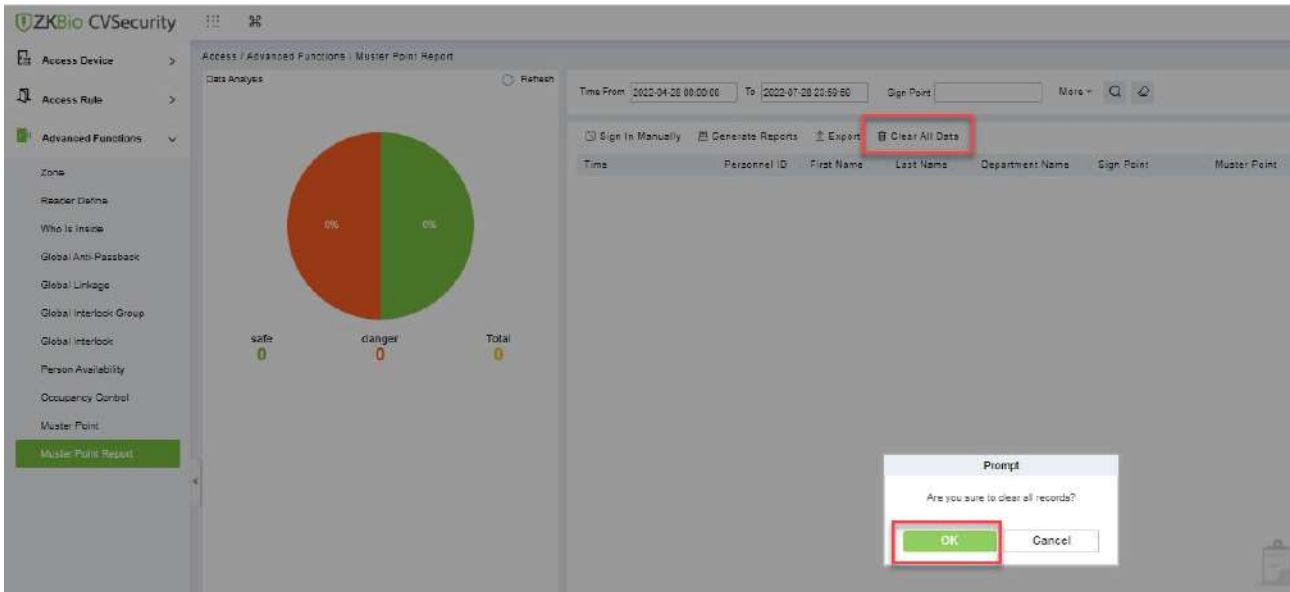 ZKBio CVSecurity
Access Device
Access Rule
Advanced Functions
Zone
Reader Define
Who Is Inside
Global Anti-Passback
Global Linkage
Global Interlock Group
Global Interlock
Person Availability
Occupancy Control
Muster Point
Muster Point Report
Access / Advanced Functions / Muster Point Report
Data Analysis Refresh
0% 0%
safe danger Total
0 0 0
Time From 2022-04-28 00:00:00 To 2022-07-28 23:59:59 Sign Point More
Sign In Manually Generate Reports Export Clear All Data
Time Personnel ID First Name Last Name Department Name Sign Point Muster Point
Prompt
Are you sure to clear all records?
OK Cancel